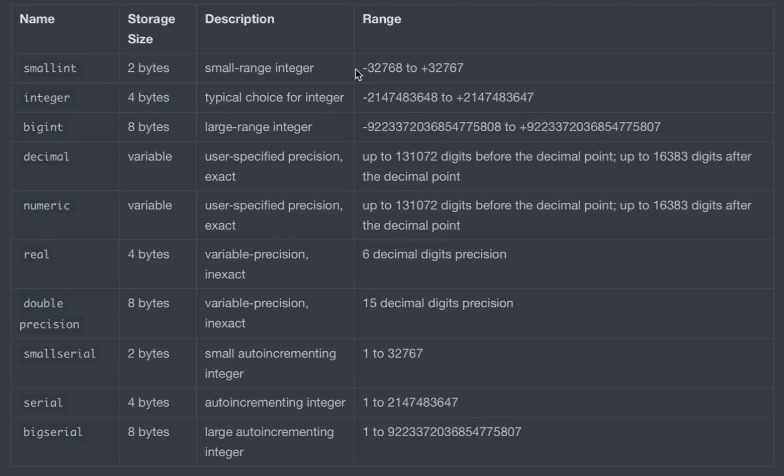 Name Storage Size Description Range
smallint 2 bytes small-range integer -32768 to +32767
integer 4 bytes typical choice for integer -2147483648 to +2147483647
bigint 8 bytes large-range integer -9223372036854775808 to +9223372036854775807
decimal variable user-specified precision, exact up to 131072 digits before the decimal point; up to 16383 digits after the decimal point
numeric variable user-specified precision, exact up to 131072 digits before the decimal point; up to 16383 digits after the decimal point
real 4 bytes variable-precision, inexact 6 decimal digits precision
double precision 8 bytes variable-precision, inexact 15 decimal digits precision
smallserial 2 bytes small autoincrementing integer 1 to 32767
serial 4 bytes autoincrementing integer 1 to 2147483647
bigserial 8 bytes large autoincrementing integer 1 to 9223372036854775807